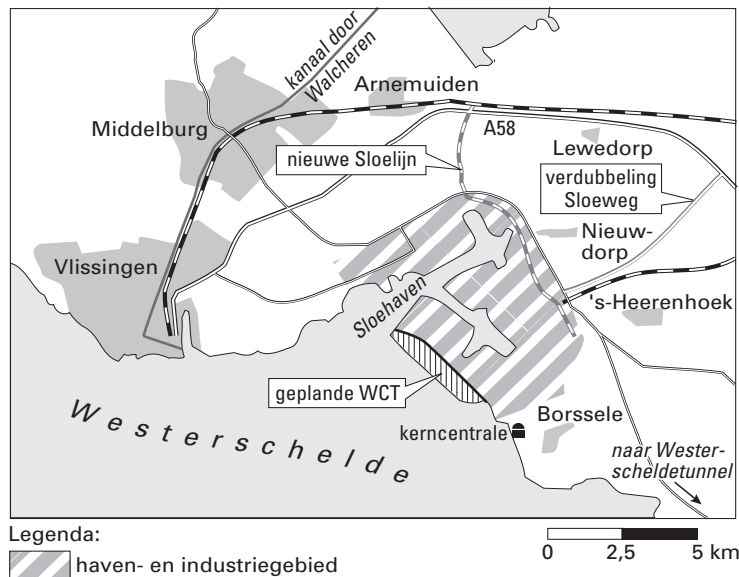 kanaal door
Walcheren
Arnemuiden
Middelburg
A58
Lewedorp
nieuwe Sloelijn
verdubbeling
Sloeweg
Nieuw-
dorp
Vlissingen
Sloehaven
's-Heerenhoek
geplande WCT
Borssele
Westerschelde
kerncentrale
naar Wester-
scheldetunnel
Legenda:
haven- en industriegebied
0 2,5 5 km